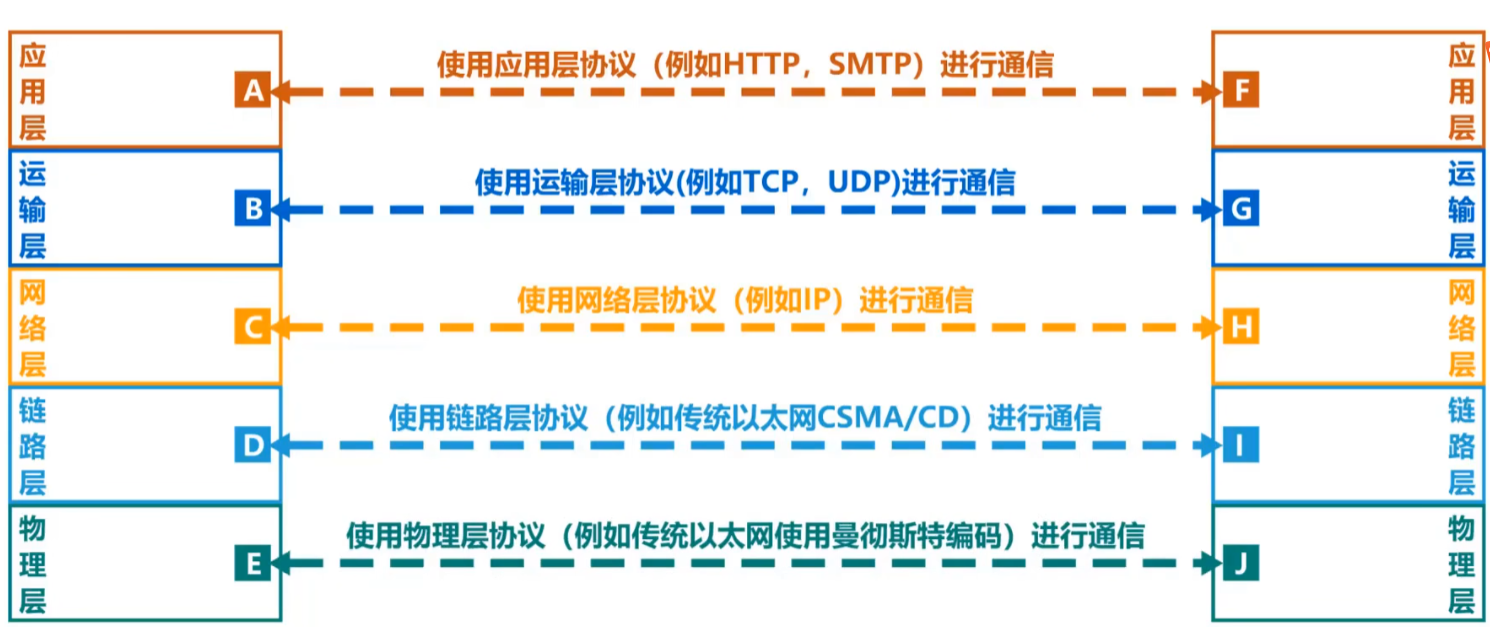 应用层
A
使用应用层协议（例如HTTP，SMTP）进行通信
F
应用层
运输层
B
使用运输层协议(例如TCP，UDP)进行通信
G
运输层
网络层
C
使用网络层协议（例如IP）进行通信
H
网络层
链路层
D
使用链路层协议（例如传统以太网CSMA/CD）进行通信
I
链路层
物理层
E
使用物理层协议（例如传统以太网使用曼彻斯特编码）进行通信
J
物理层